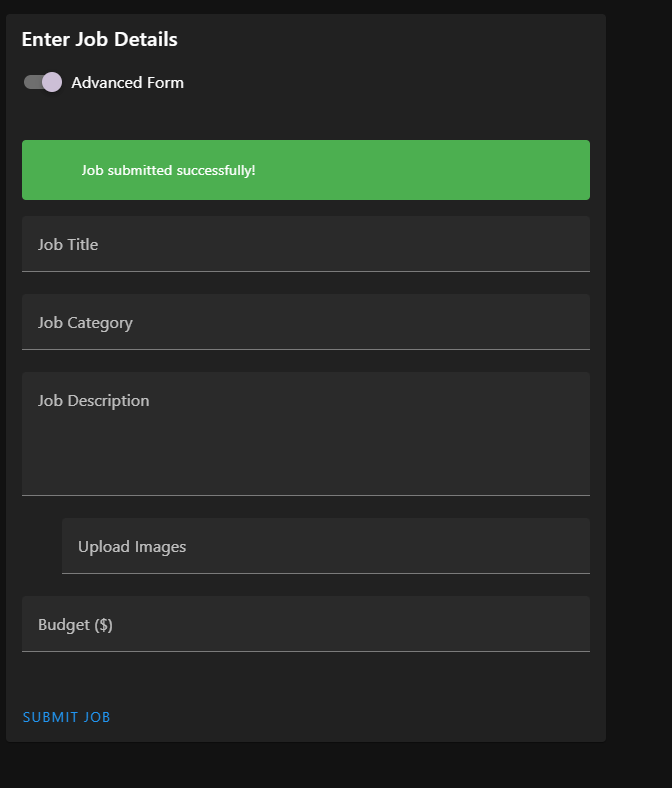 Enter Job Details
Advanced Form
Job submitted successfully!
Job Title
Job Category
Job Description
Upload Images
Budget ($)
SUBMIT JOB